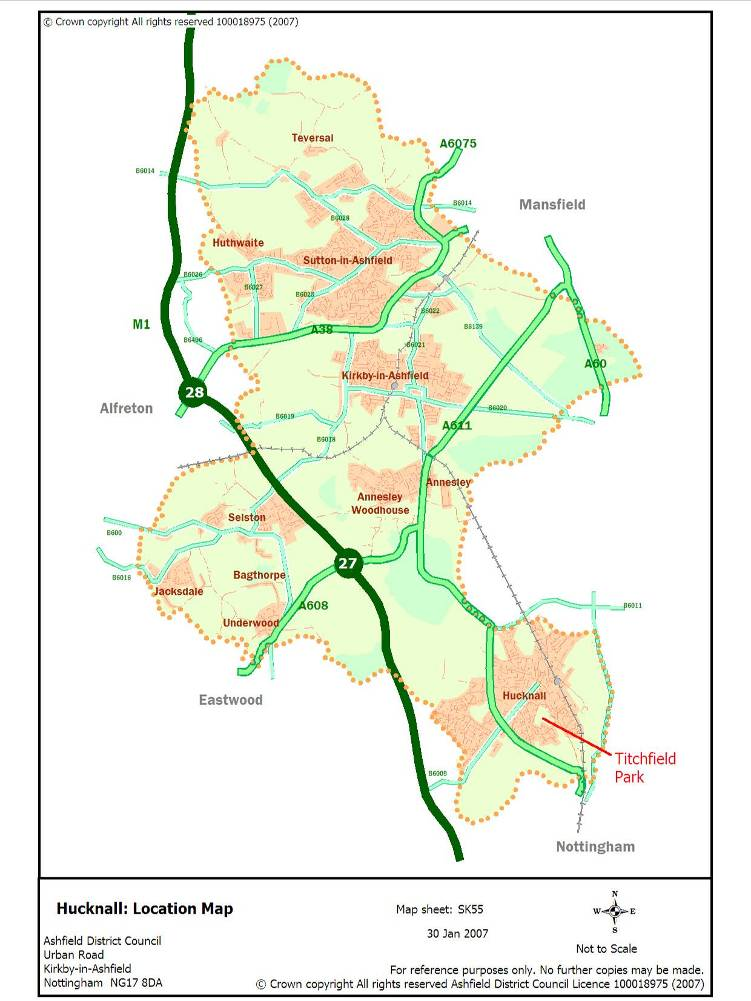 © Crown copyright All rights reserved 100018975 (2007)
Teversal
A6075
B6014
B6014
Mansfield
B6028
Huthwaite
Sutton-in-Ashfield
B6026
B6027
B6028
B6022
M1
A38
B6139
B6021
A60
Kirkby-in-Ashfield
28
Alfreton
B6020
B6019
A611
B6018
Annesley
Annesley
Woodhouse
Selston
B600
27
B6016
Bagthorpe
Jacksdale
A608
B6011
Underwood
Eastwood
Hucknall
Titchfield
Park
B6009
Nottingham
Hucknall: Location Map
Map sheet: SK55
30 Jan 2007
N
W E
S
Not to Scale
Ashfield District Council
Urban Road
Kirkby-in-Ashfield
Nottingham NG17 8DA
For reference purposes only. No further copies may be made.
© Crown copyright All rights reserved Ashfield District Council Licence 100018975 (2007)